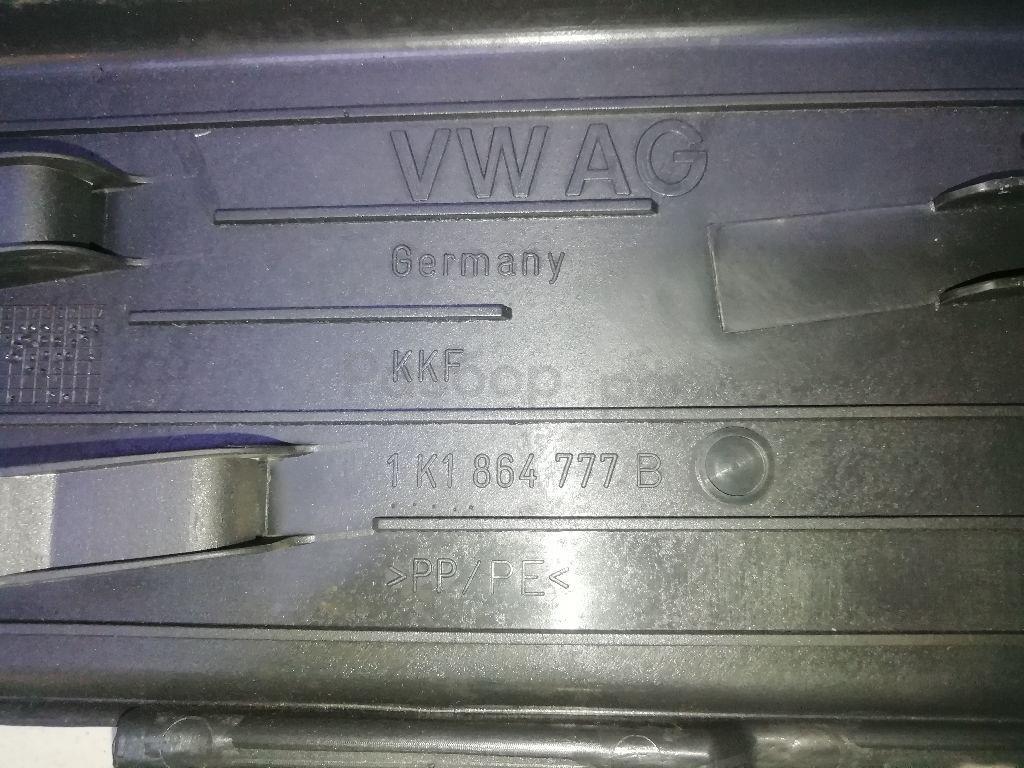 VW AG
Germany
KKF
1K1 864 777 B
>PP/PE<